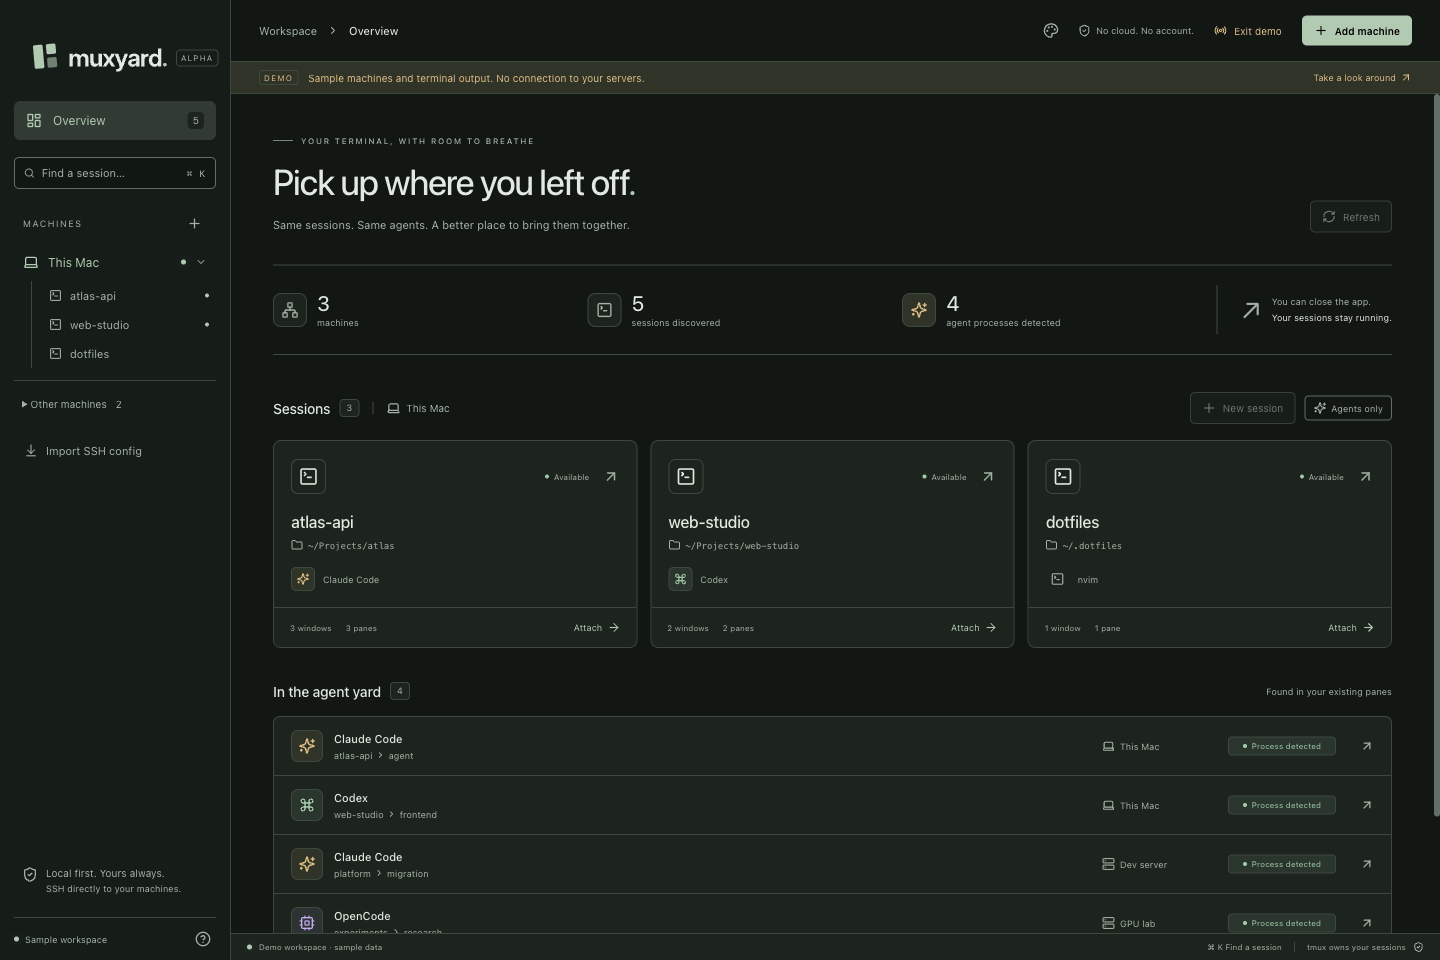 muxyard. ALPHA
Overview 5
Find a session... ⌘ K
MACHINES
This Mac
atlas-api
web-studio
dotfiles
Other machines 2
Import SSH config
Local first. Yours always.
SSH directly to your machines.
Sample workspace
Workspace > Overview
No cloud. No account.
Exit demo
Add machine
DEMO Sample machines and terminal output. No connection to your servers.
Take a look around
YOUR TERMINAL, WITH ROOM TO BREATHE
Pick up where you left off.
Same sessions. Same agents. A better place to bring them together.
Refresh
3
machines
5
sessions discovered
4
agent processes detected
You can close the app.
Your sessions stay running.
Sessions 3 | This Mac
New session
Agents only
Available
atlas-api
~/Projects/atlas
Claude Code
3 windows 3 panes Attach
Available
web-studio
~/Projects/web-studio
Codex
2 windows 2 panes Attach
Available
dotfiles
~/.dotfiles
nvim
1 window 1 pane Attach
In the agent yard 4
Found in your existing panes
Claude Code
atlas-api > agent
This Mac
Process detected
Codex
web-studio > frontend
This Mac
Process detected
Claude Code
platform > migration
Dev server
Process detected
OpenCode
experiments > research
GPU lab
Process detected
Demo workspace · sample data
⌘ K Find a session
tmux owns your sessions